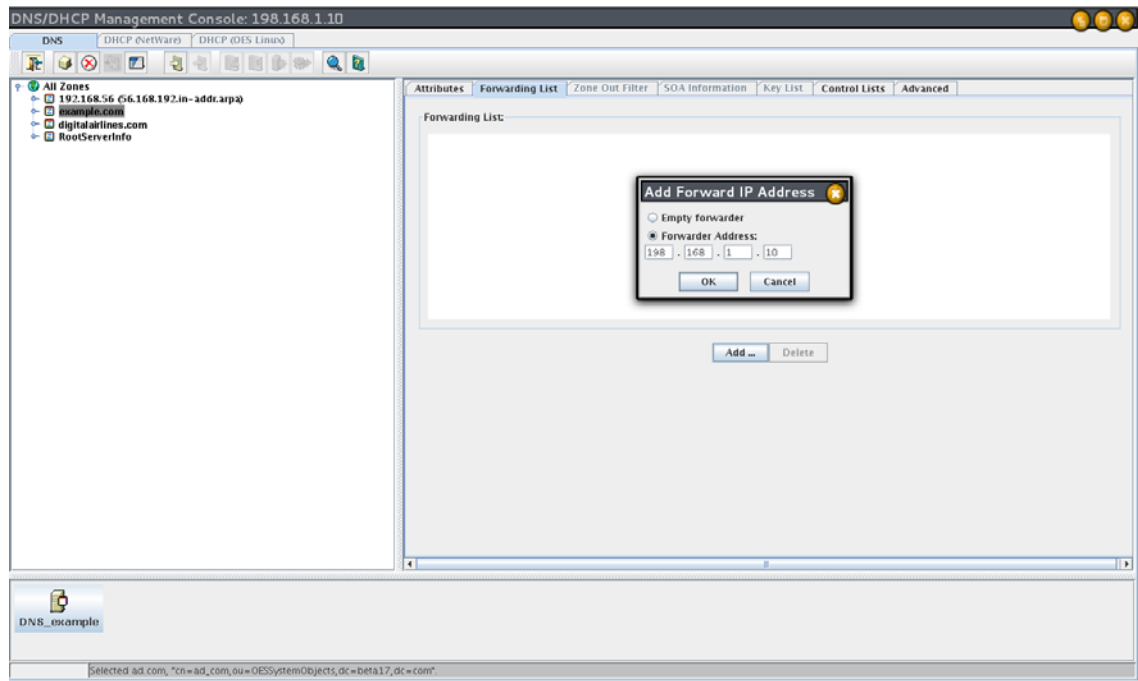 DNS/DHCP Management Console: 198.168.1.10
DNS DHCP (NetWare) DHCP (OES Linux)
All Zones
192.168.56 (56.168.192.in-addr.arpa)
example.com
digitalairlines.com
RootServerInfo
Attributes Forwarding List Zone Out Filter SOA Information Key List Control Lists Advanced
Forwarding List:
Add Forward IP Address
Empty forwarder
Forwarder Address:
198 . 168 . 1 . 10
OK Cancel
Add ... Delete
DNS_example
Selected ad.com, "cn=ad_com,ou=OESSystemObjects,dc=beta17,dc=com".